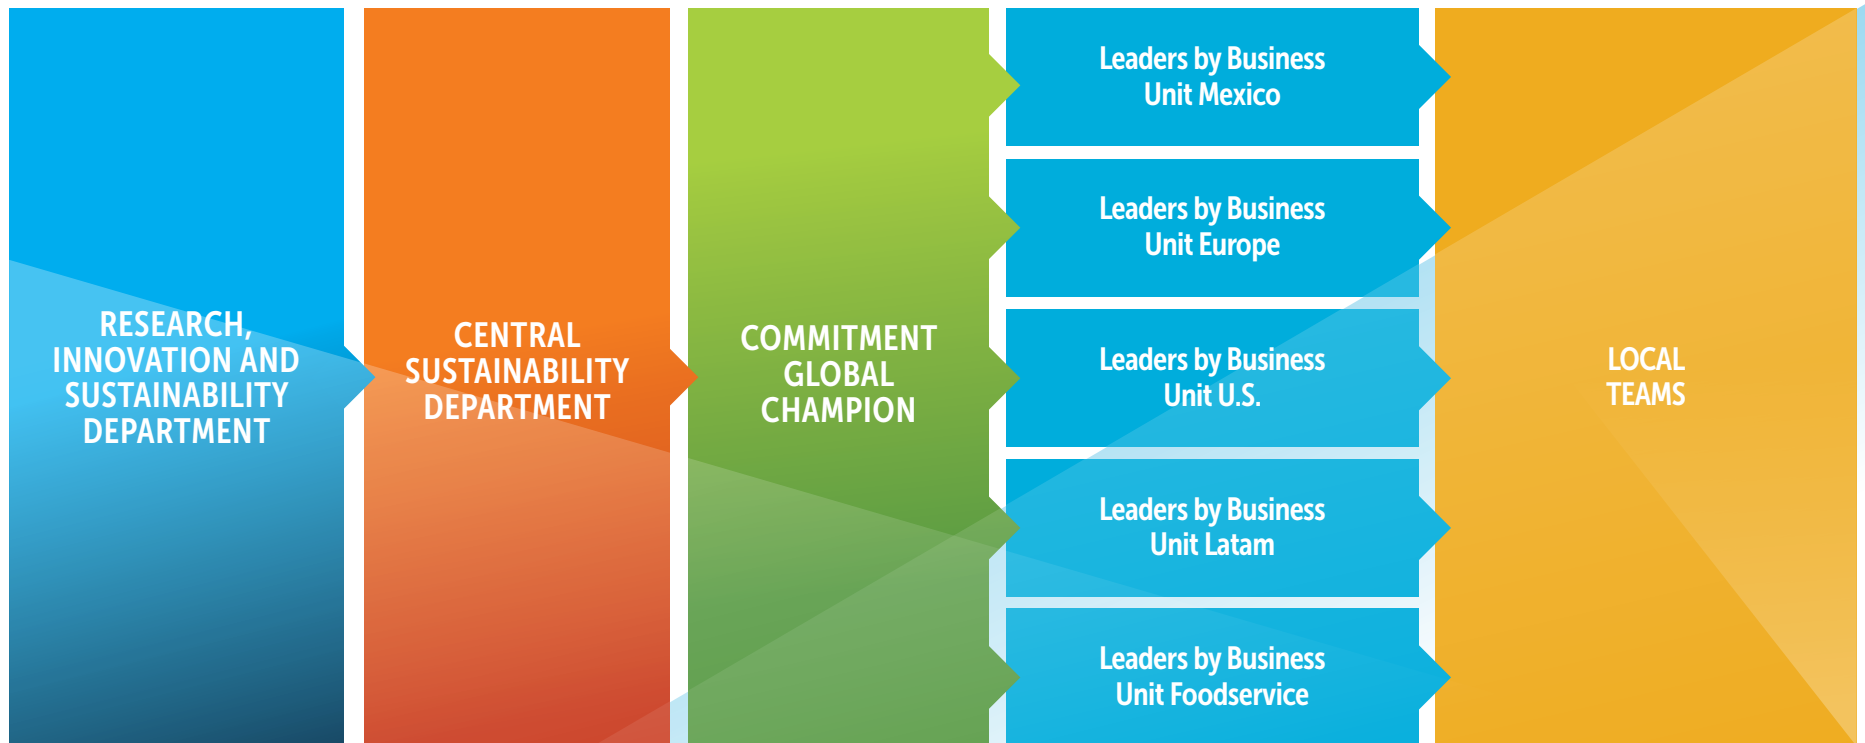 RESEARCH,
INNOVATION AND
SUSTAINABILITY
DEPARTMENT
CENTRAL
SUSTAINABILITY
DEPARTMENT
COMMITMENT
GLOBAL
CHAMPION
Leaders by Business
Unit Mexico
Leaders by Business
Unit Europe
Leaders by Business
Unit U.S.
Leaders by Business
Unit Latam
Leaders by Business
Unit Foodservice
LOCAL
TEAMS